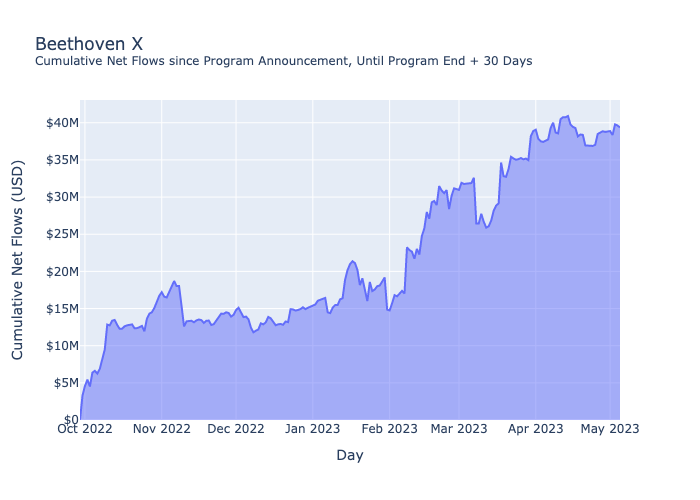 Beethoven X
Cumulative Net Flows since Program Announcement, Until Program End + 30 Days
Cumulative Net Flows (USD)
$40M
$35M
$30M
$25M
$20M
$15M
$10M
$5M
$0
Oct 2022 Nov 2022 Dec 2022 Jan 2023 Feb 2023 Mar 2023 Apr 2023 May 2023
Day